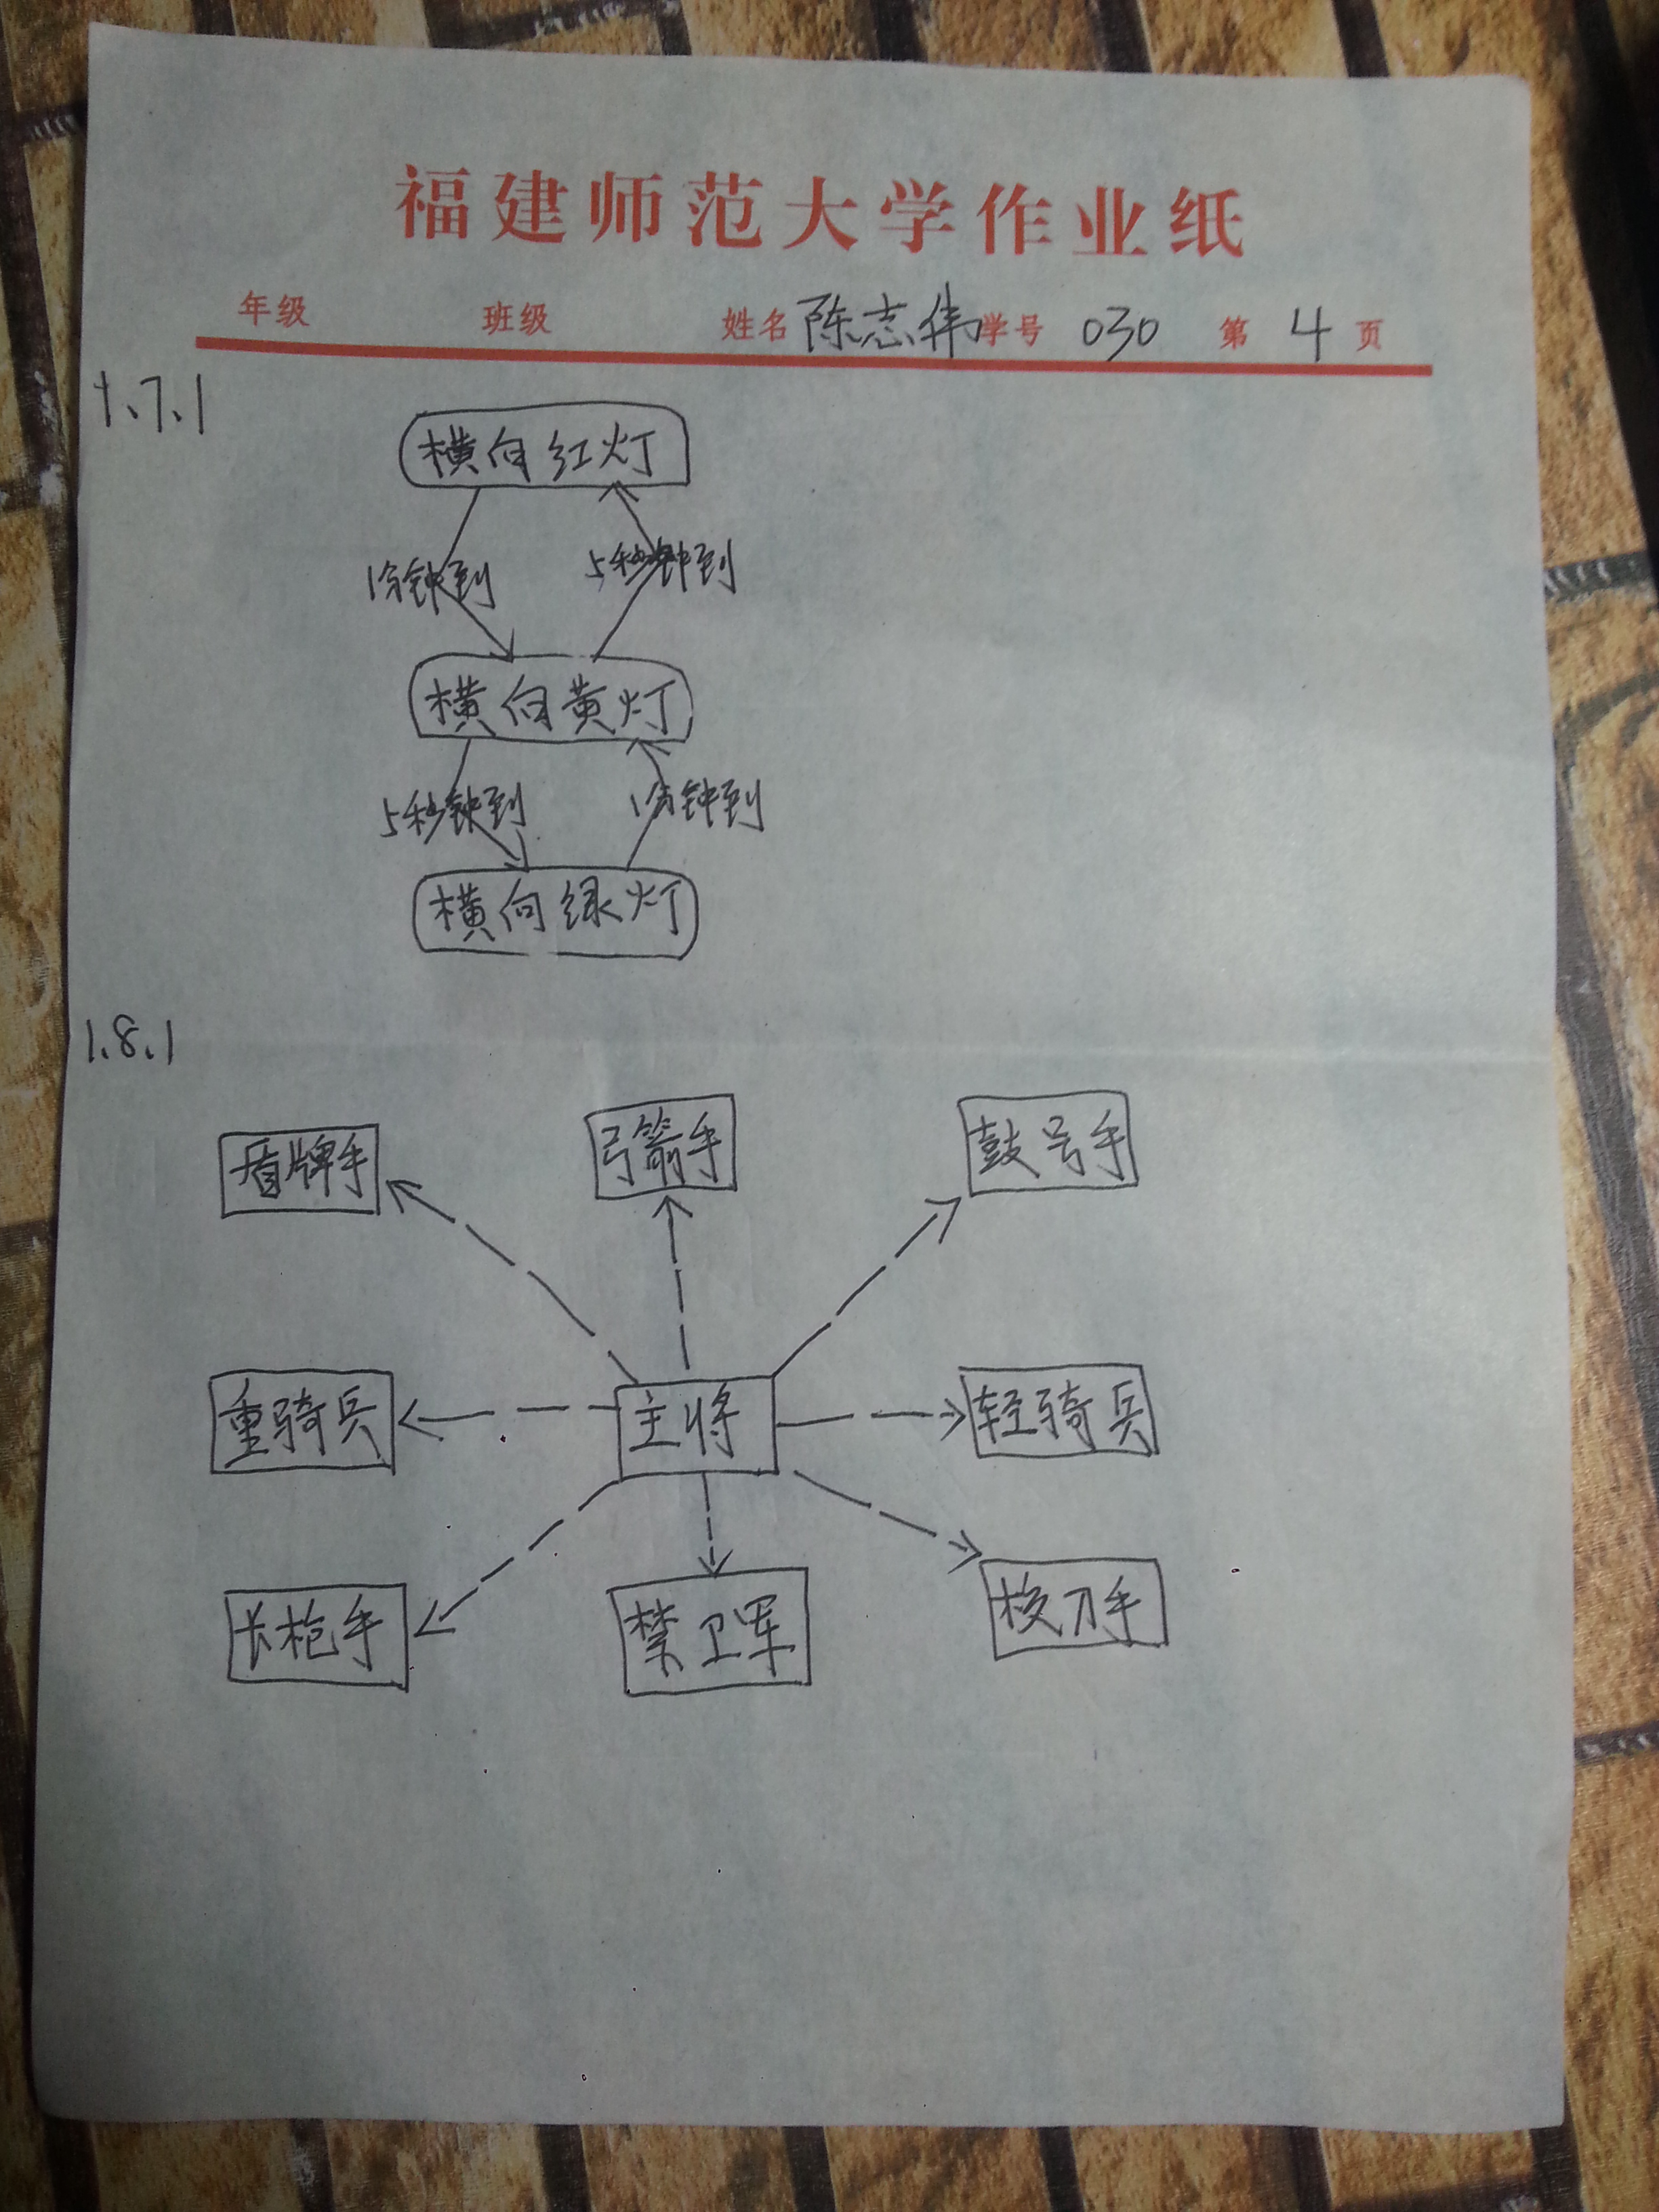 福建师范大学作业纸
年级 班级 姓名 陈志伟 学号 030 第 4 页
1.7.1
横向红灯
1分钟到 5秒钟到
横向黄灯
5秒钟到 1分钟到
横向绿灯
1.8.1
盾牌手 弓箭手 鼓号手
重骑兵 主将 轻骑兵
长枪手 禁卫军 校刀手